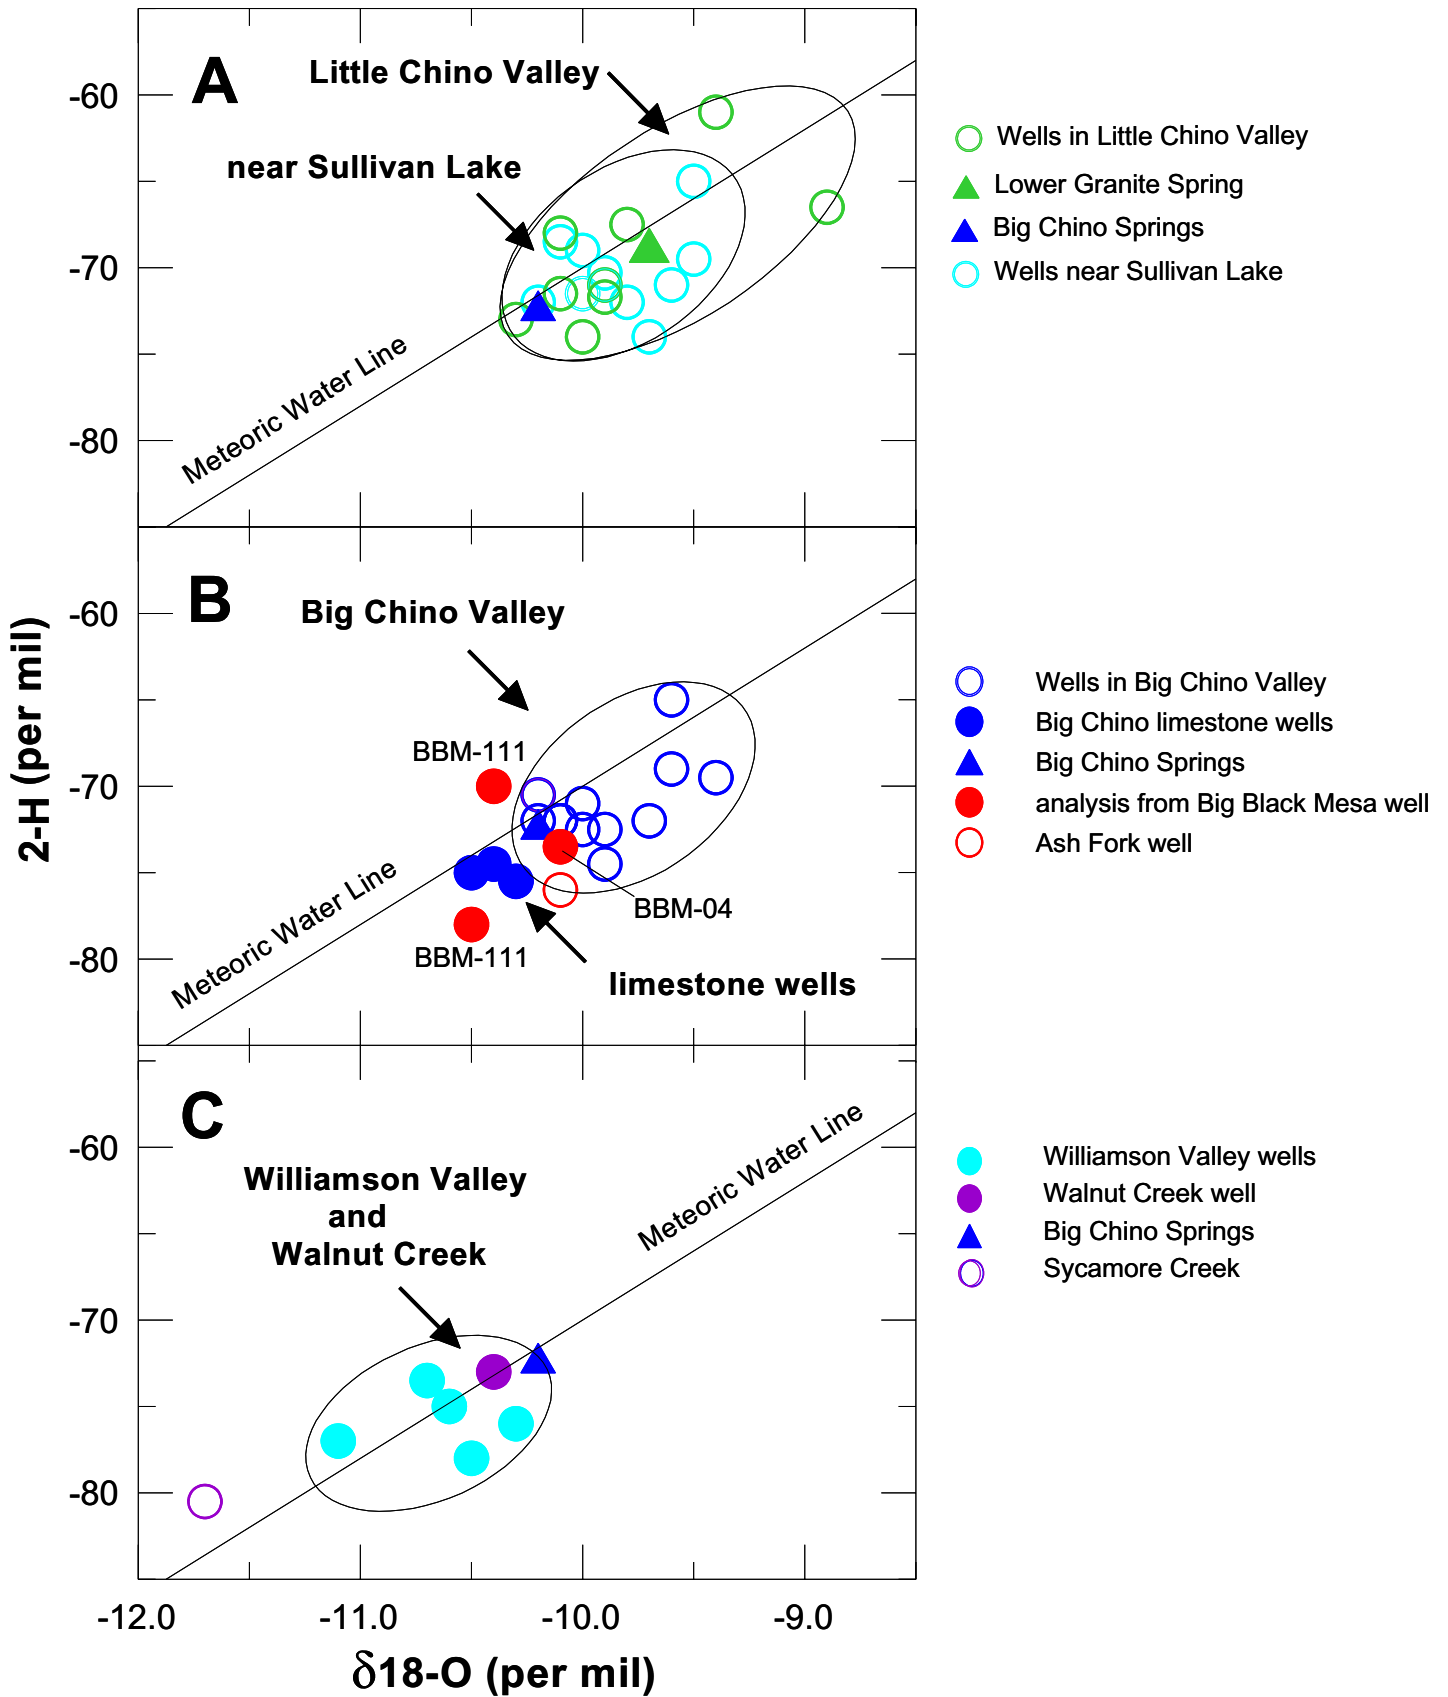 A
Little Chino Valley
near Sullivan Lake
Meteoric Water Line
-60
-70
-80
Wells in Little Chino Valley
Lower Granite Spring
Big Chino Springs
Wells near Sullivan Lake
B
Big Chino Valley
BBM-111
BBM-04
BBM-111
limestone wells
Meteoric Water Line
-60
-70
-80
2-H (per mil)
Wells in Big Chino Valley
Big Chino limestone wells
Big Chino Springs
analysis from Big Black Mesa well
Ash Fork well
C
Williamson Valley
and
Walnut Creek
Meteoric Water Line
-60
-70
-80
Williamson Valley wells
Walnut Creek well
Big Chino Springs
Sycamore Creek
-12.0
-11.0
-10.0
-9.0
δ18-O (per mil)